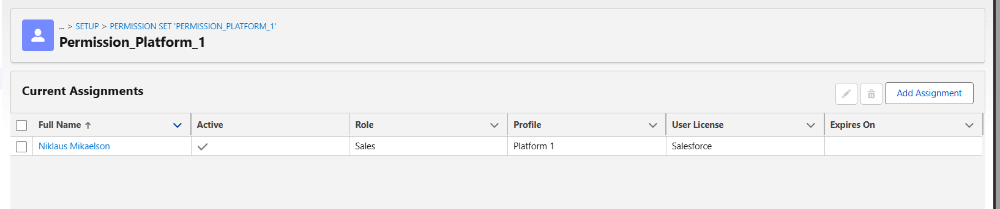 ... > SETUP > PERMISSION SET 'PERMISSION_PLATFORM_1'
Permission_Platform_1
Current Assignments
Add Assignment
Full Name ↑ Active Role Profile User License Expires On
Niklaus Mikaelson ✓ Sales Platform 1 Salesforce